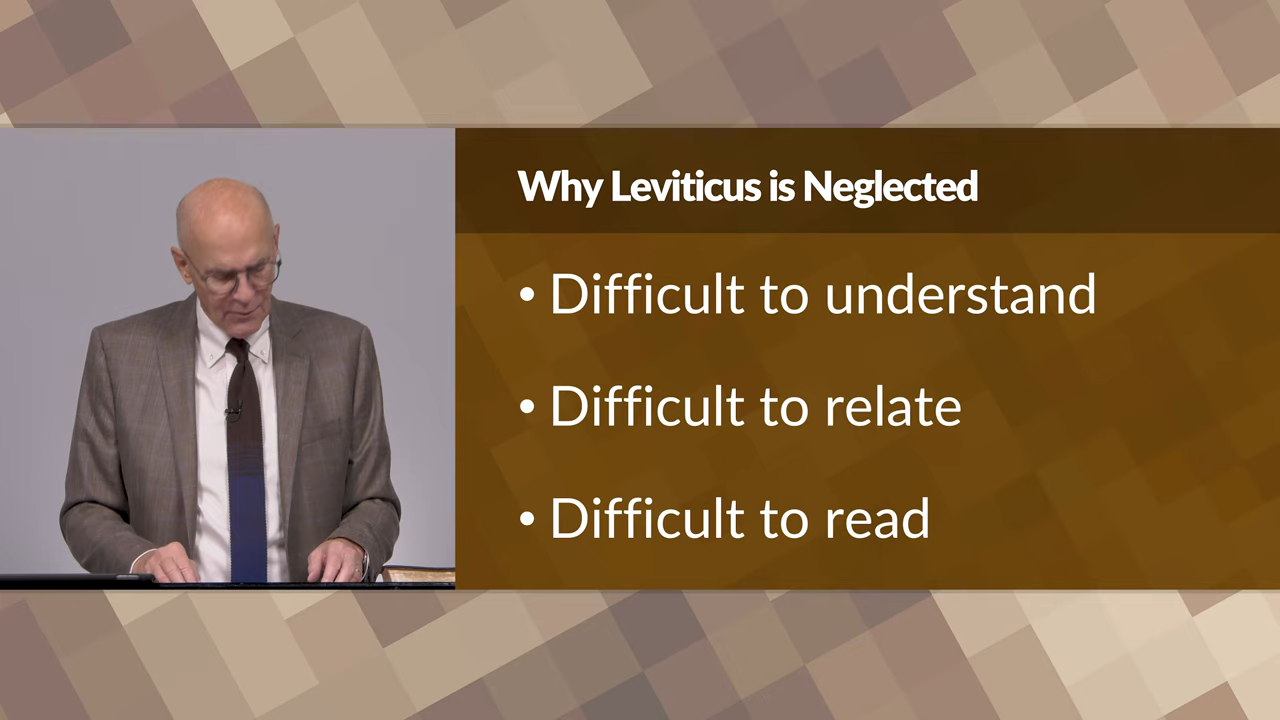 Why Leviticus is Neglected
• Difficult to understand
• Difficult to relate
• Difficult to read